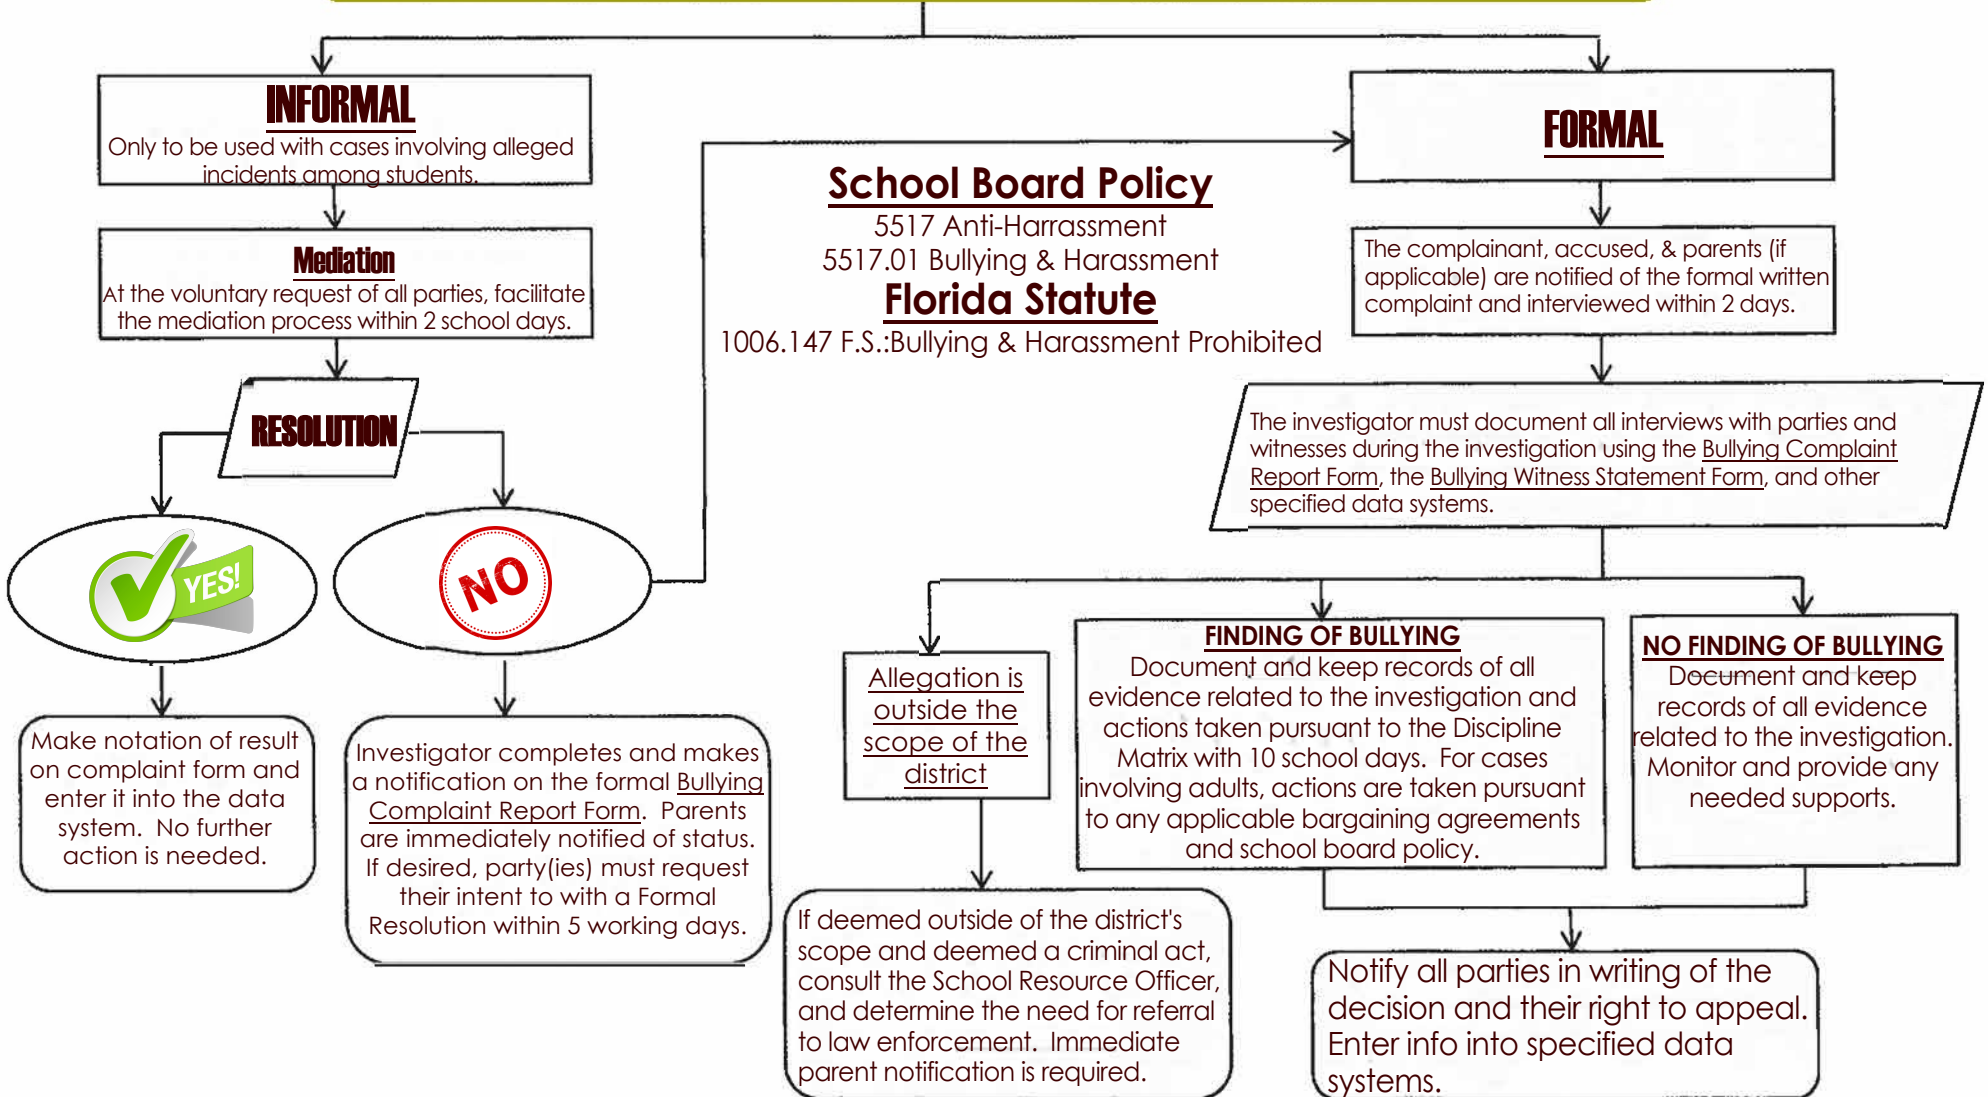 INFORMAL
Only to be used with cases involving alleged
incidents among students.
Mediation
At the voluntary request of all parties, facilitate
the mediation process within 2 school days.
RESOLUTION
YES!
NO
Make notation of result
on complaint form and
enter it into the data
system. No further
action is needed.
Investigator completes and makes
a notification on the formal Bullying
Complaint Report Form. Parents
are immediately notified of status.
If desired, party(ies) must request
their intent to with a Formal
Resolution within 5 working days.
School Board Policy
5517 Anti-Harrassment
5517.01 Bullying & Harassment
Florida Statute
1006.147 F.S.:Bullying & Harassment Prohibited
FORMAL
The complainant, accused, & parents (if
applicable) are notified of the formal written
complaint and interviewed within 2 days.
The investigator must document all interviews with parties and
witnesses during the investigation using the Bullying Complaint
Report Form, the Bullying Witness Statement Form, and other
specified data systems.
Allegation is
outside the
scope of the
district
If deemed outside of the district's
scope and deemed a criminal act,
consult the School Resource Officer,
and determine the need for referral
to law enforcement. Immediate
parent notification is required.
FINDING OF BULLYING
Document and keep records of all
evidence related to the investigation and
actions taken pursuant to the Discipline
Matrix with 10 school days. For cases
involving adults, actions are taken pursuant
to any applicable bargaining agreements
and school board policy.
NO FINDING OF BULLYING
Document and keep
records of all evidence
related to the investigation.
Monitor and provide any
needed supports.
Notify all parties in writing of the
decision and their right to appeal.
Enter info into specified data
systems.